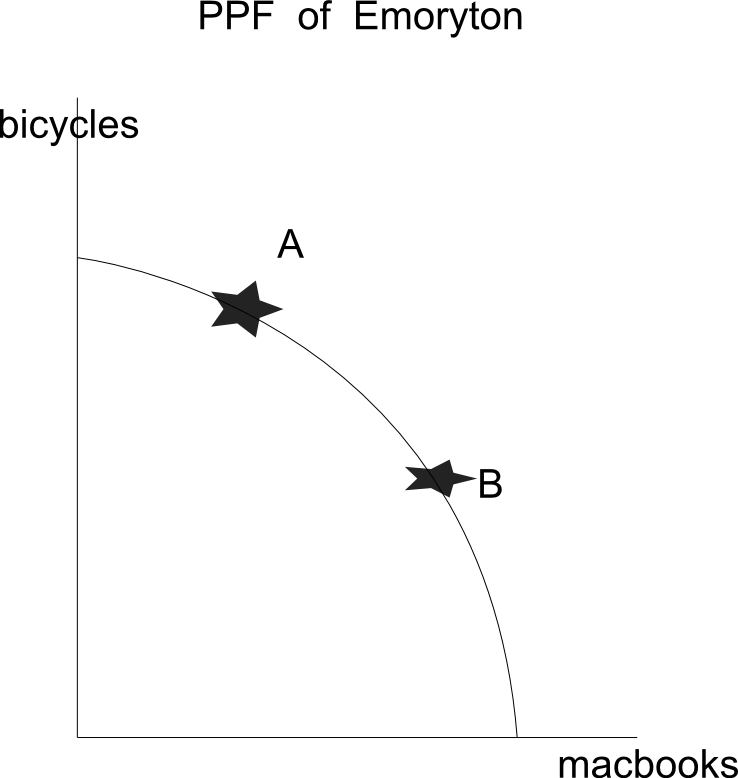 PPF of Emoryton
bicycles
A
B
macbooks